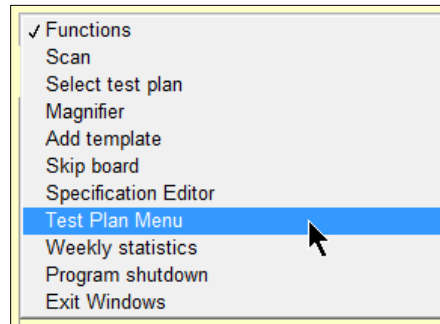 ✓ Functions
Scan
Select test plan
Magnifier
Add template
Skip board
Specification Editor
Test Plan Menu
Weekly statistics
Program shutdown
Exit Windows